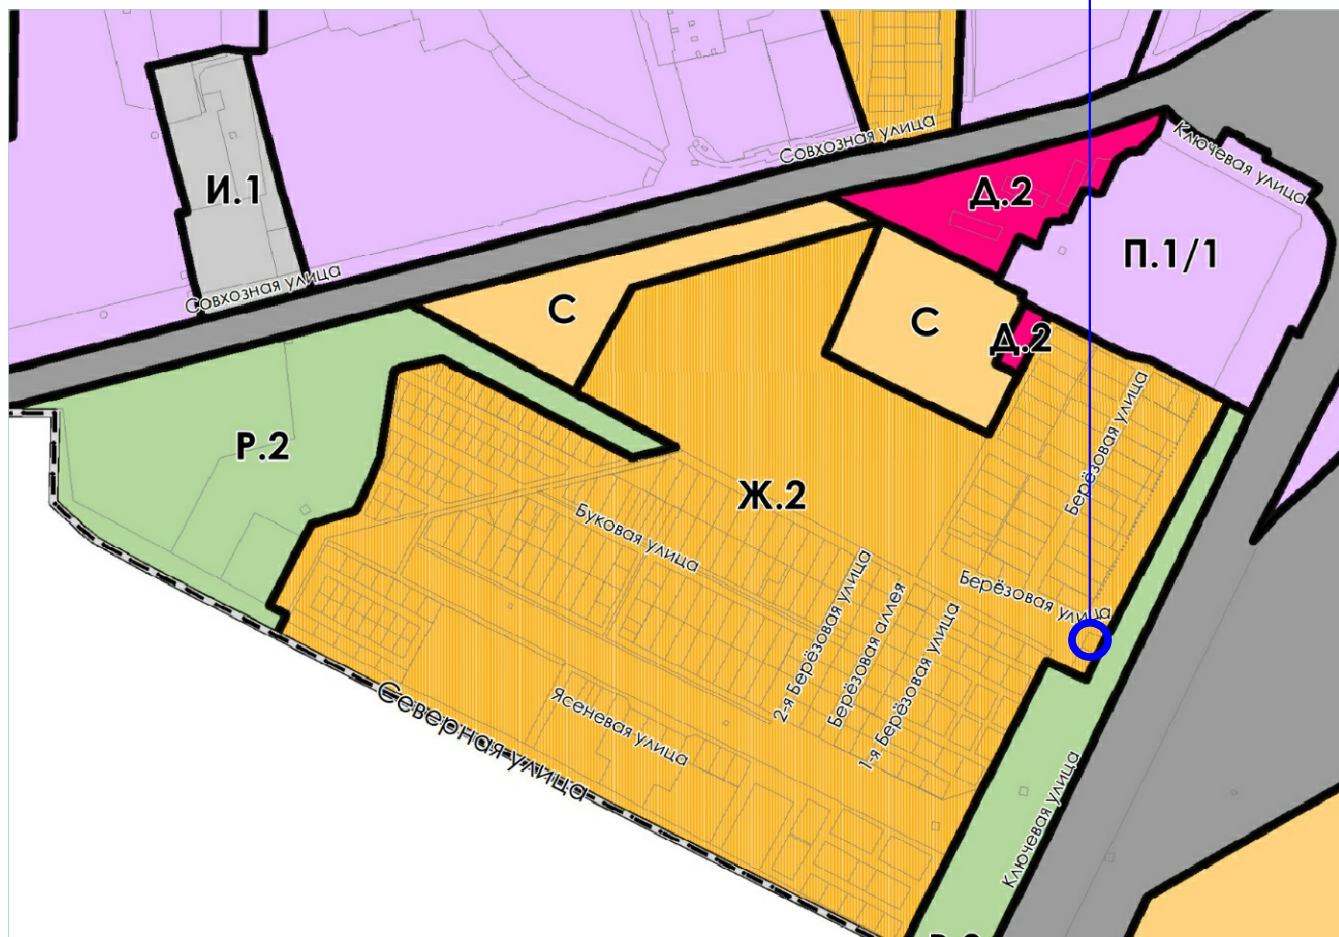 Совхозная улица
Ключевая улица
И.1
Д.2
П.1/1
Совхозная улица
С
С
Д.2
Берёзовая улица
Р.2
Ж.2
Буковая улица
Берёзовая улица
2-я Берёзовая улица
Берёзовая аллея
1-я Берёзовая улица
Ясеневая улица
Северная улица
Ключевая улица